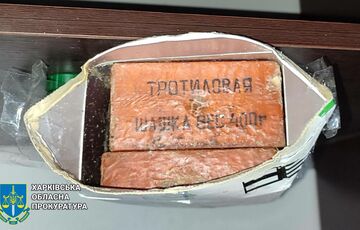 ТРОТИЛОВАЯ
ШАШКА ВЕС 400г
ХАРКІВСЬКА
ОБЛАСНА
ПРОКУРАТУРА